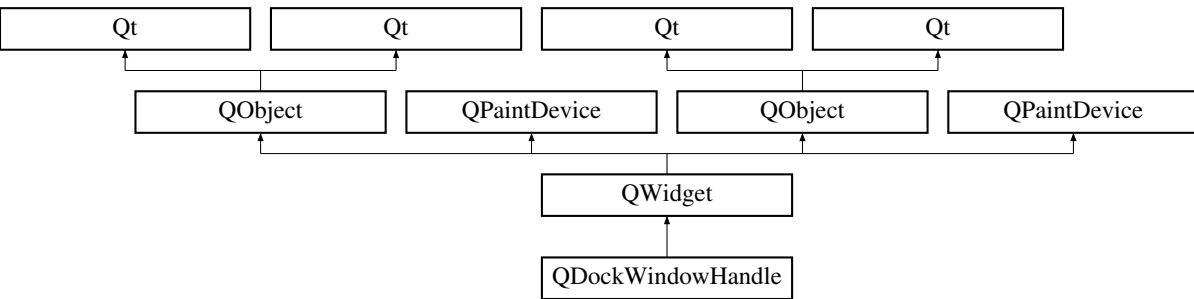 Qt Qt Qt Qt
QObject QPaintDevice QObject QPaintDevice
QWidget
QDockWindowHandle